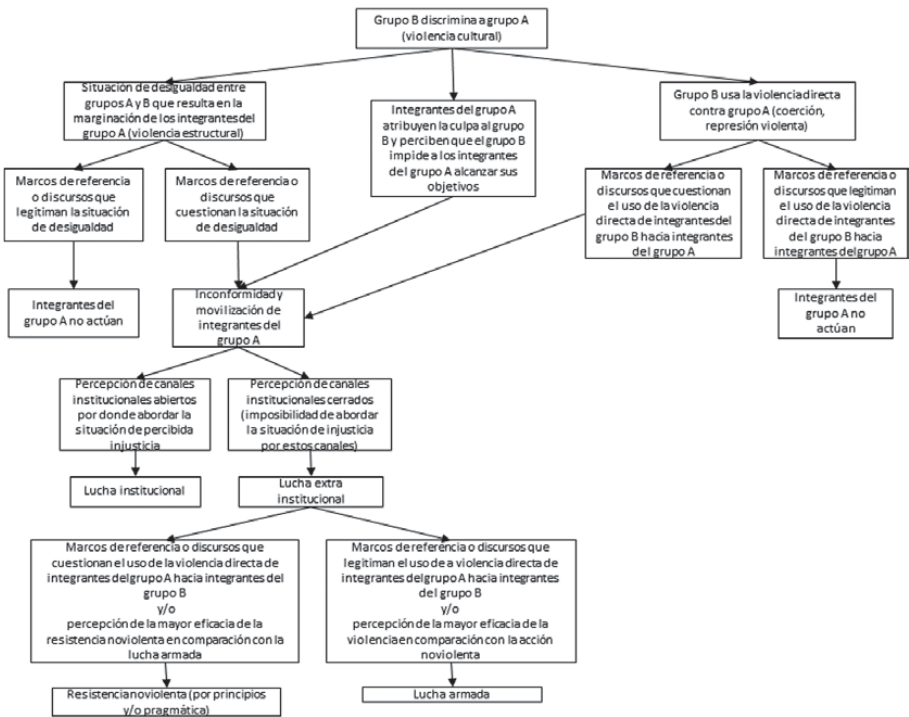 Grupo B discrimina a grupo A
(violencia cultural)
Situación de desigualdad entre
grupos A y B que resulta en la
marginación de los integrantes del
grupo A (violencia estructural)
Integrantes del grupo A
atribuyen la culpa al grupo
B y perciben que el grupo B
impide a los integrantes
del grupo A alcanzar sus
objetivos
Grupo B usa la violencia directa
contra grupo A (coerción,
represión violenta)
Marcos de referencia
o discursos que
legitiman la situación
de desigualdad
Marcos de referencia o
discursos que
cuestionan la situación
de desigualdad
Marcos de referencia o
discursos que cuestionan
el uso de la violencia
directa de integrantes del
grupo B hacia integrantes
del grupo A
Marcos de referencia o
discursos que legitiman
el uso de la violencia
directa de integrantes
del grupo B hacia
integrantes del grupo A
Integrantes del
grupo A no actúan
Inconformidad y
movilización de
integrantes del
grupo A
Integrantes del
grupo A no
actúan
Percepción de canales
institucionales abiertos
por donde abordar la
situación de percibida
injusticia
Percepción de canales
institucionales cerrados
(imposibilidad de abordar
la situación de injusticia
por estos canales)
Lucha institucional
Lucha extra
institucional
Marcos de referencia o discursos que
cuestionan el uso de la violencia directa de
integrantes del grupo A hacia integrantes del
grupo B
y/o
percepción de la mayor eficacia de la
resistencia noviolenta en comparación con la
lucha armada
Marcos de referencia o discursos que
legitiman el uso de a violencia directa de
integrantes del grupo A hacia integrantes
del grupo B
y/o
percepción de la mayor eficacia de la
violencia en comparación con la acción
noviolenta
Resistencia noviolenta (por principios
y/o pragmática)
Lucha armada